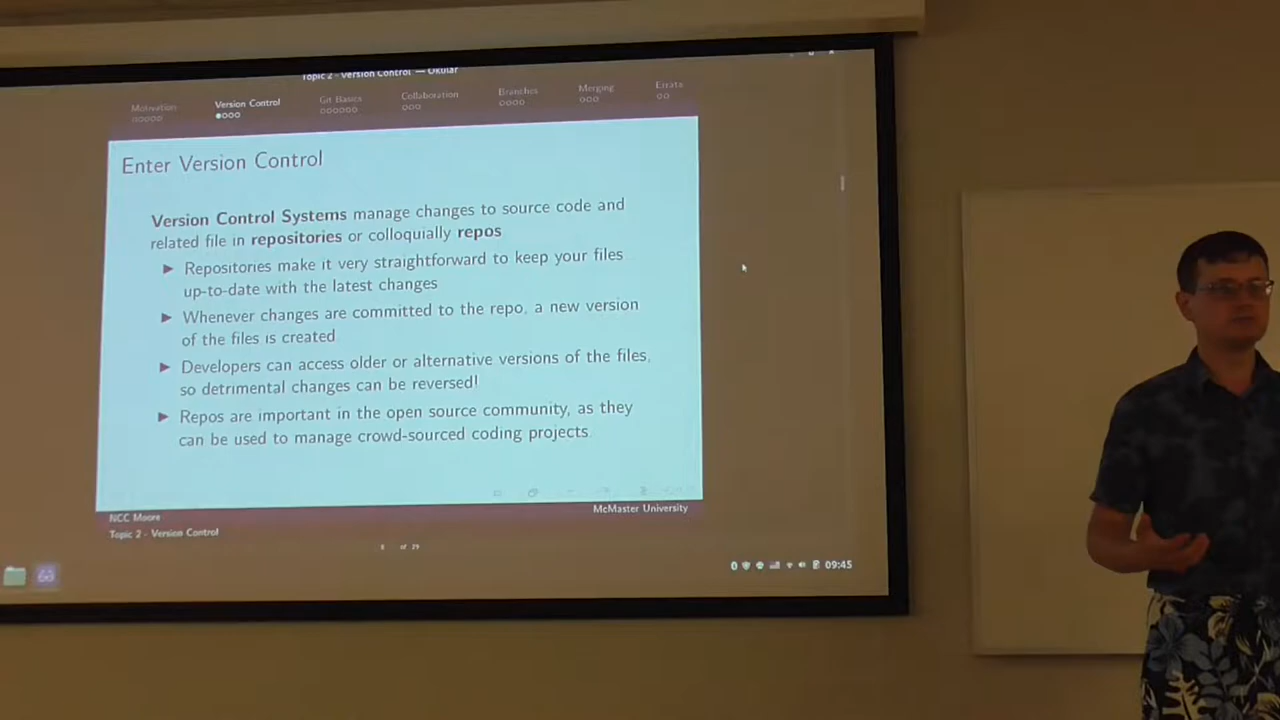 Topic 2 - Version Control — Okular
Motivation Version Control Git Basics Collaboration Branches Merging Errata
Enter Version Control
Version Control Systems manage changes to source code and
related file in repositories or colloquially repos
Repositories make it very straightforward to keep your files
up-to-date with the latest changes
Whenever changes are committed to the repo, a new version
of the files is created
Developers can access older or alternative versions of the files,
so detrimental changes can be reversed!
Repos are important in the open source community, as they
can be used to manage crowd-sourced coding projects.
NCC Moore
McMaster University
Topic 2 - Version Control
of 29
09:45